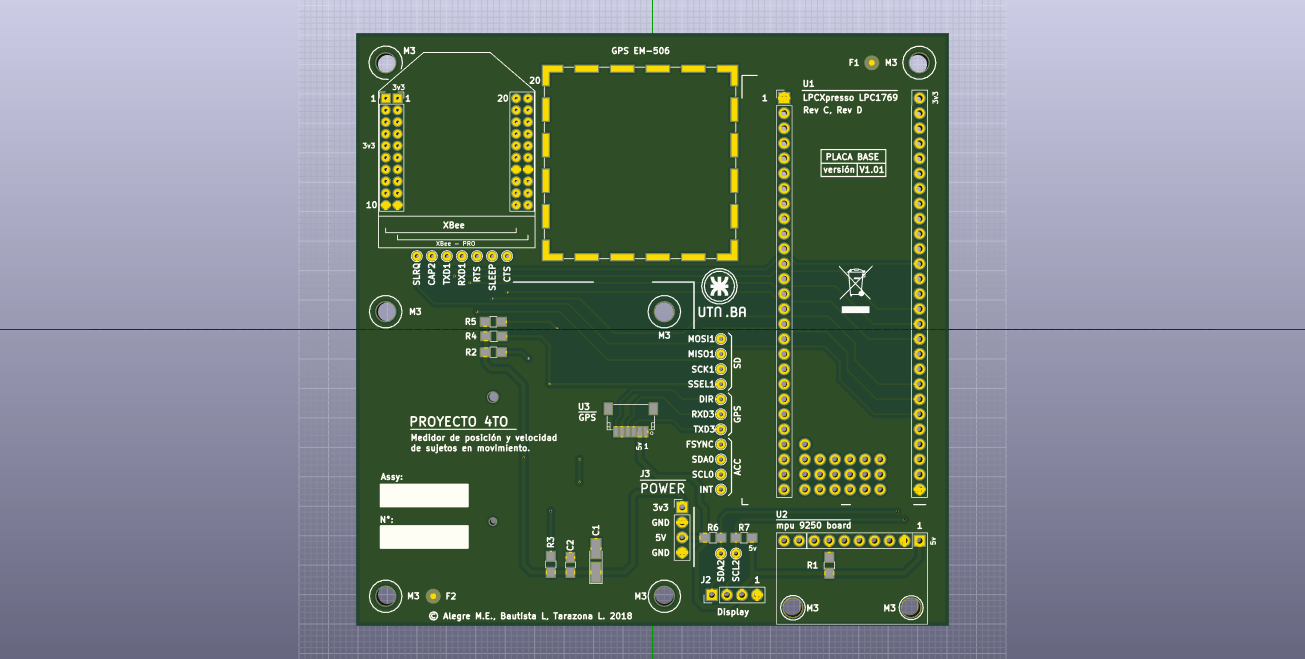 GPS EM-506
M3
F1
M3
20
U1
3v3
1
1
20
1
LPCXpresso LPC1769
3v3
Rev C, Rev D
3v3
PLACA BASE
versión V1.01
10
XBee
XBee - PRO
SLRQ
CAP2
TXD1
RXD1
RTS
SLEEP
CTS
UTN.BA
M3
M3
R5
R4
R2
MOSI1
MISO1
SCK1
SSEL1
SD
DIR
RXD3
TXD3
GPS
FSYNC
SDA0
SCL0
INT
ACC
U3
GPS
5v 1
PROYECTO 4TO
Medidor de posición y velocidad
de sujetos en movimiento.
Assy:
N°:
J3
POWER
3v3
GND
5V
GND
R3
C2
C1
R6
R7
5v
SDA2
SCL2
U2
mpu 9250 board
1
5v
R1
J2
1
Display
M3
F2
M3
M3
M3
© Alegre M.E., Bautista L, Tarazona L. 2018